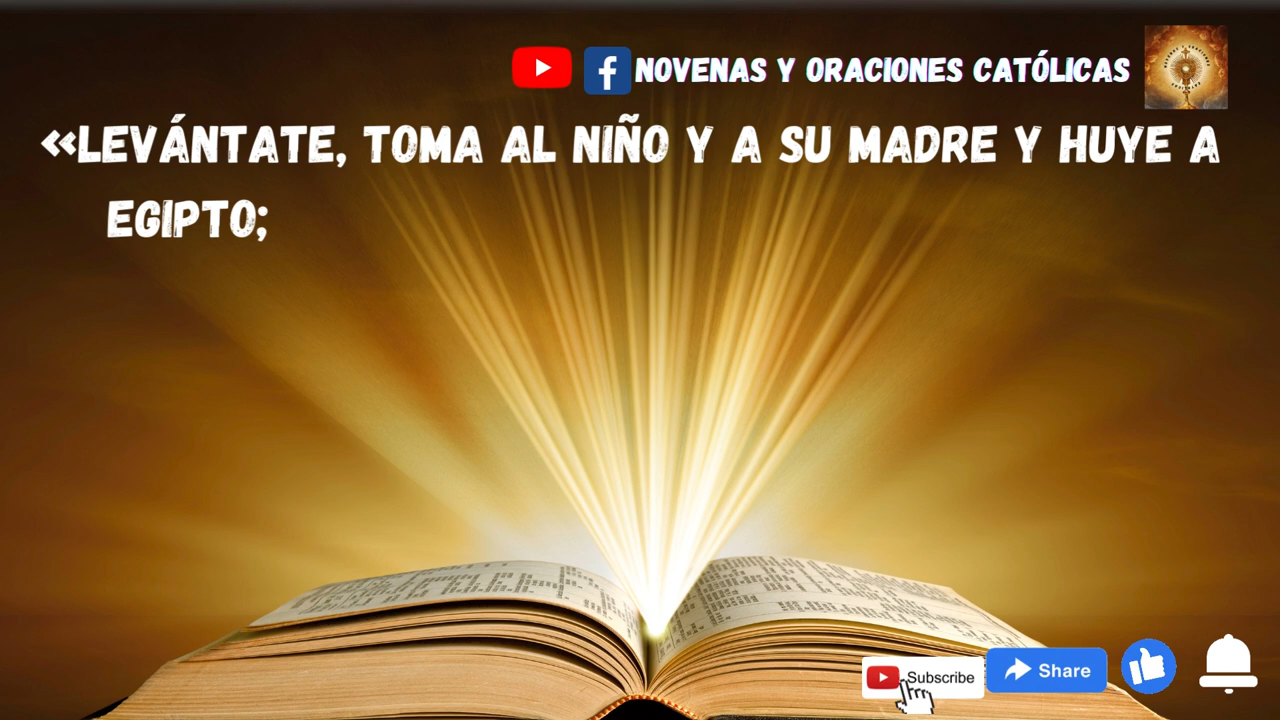 NOVENAS Y ORACIONES CATÓLICAS
«LEVÁNTATE, TOMA AL NIÑO Y A SU MADRE Y HUYE A
EGIPTO;
Subscribe
Share